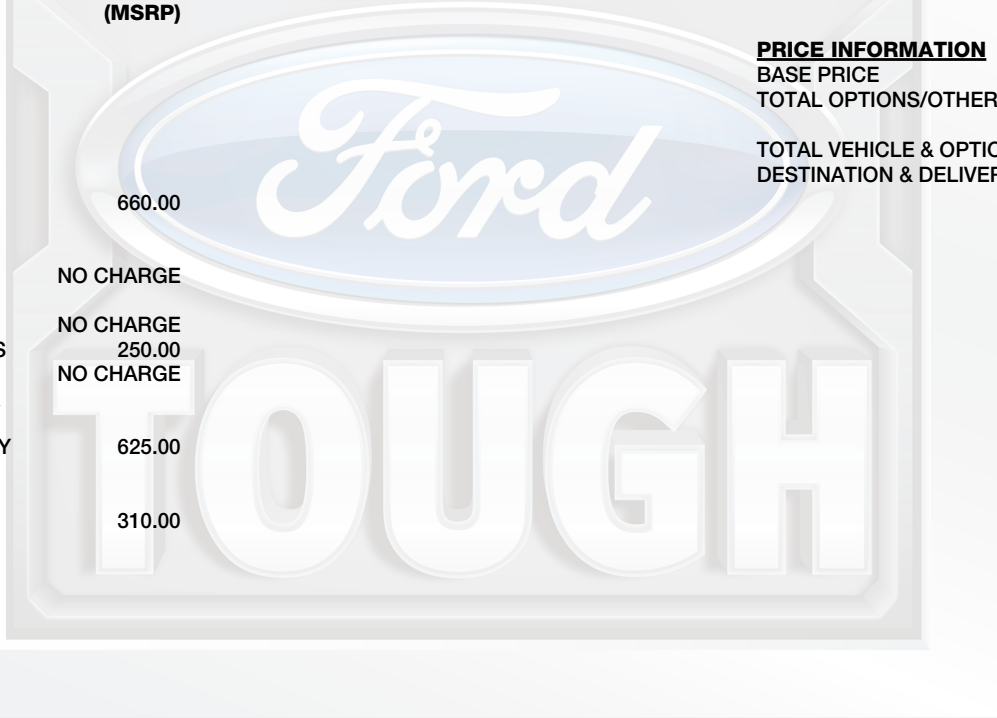 (MSRP)
660.00
NO CHARGE
NO CHARGE
S 250.00
NO CHARGE
Y 625.00
310.00
PRICE INFORMATION
BASE PRICE
TOTAL OPTIONS/OTHER
TOTAL VEHICLE & OPTIO
DESTINATION & DELIVER
Ford
TOUGH